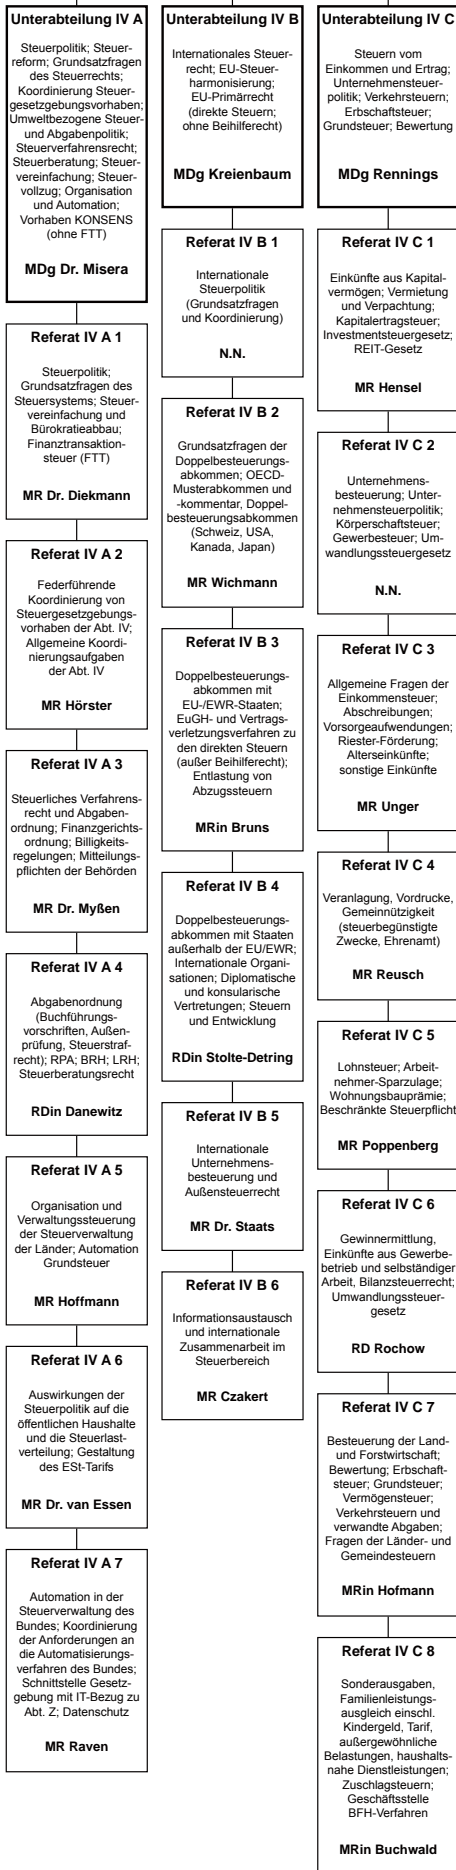 Unterabteilung IV A
Steuerpolitik; Steuer-
reform; Grundsatzfragen
des Steuerrechts;
Koordinierung Steuer-
gesetzgebungsvorhaben;
Umweltbezogene Steuer-
und Abgabenpolitik;
Steuerverfahrensrecht;
Steuerberatung; Steuer-
vereinfachung; Steuer-
vollzug; Organisation
und Automation;
Vorhaben KONSENS
(ohne FTT)
MDg Dr. Misera
Referat IV A 1
Steuerpolitik;
Grundsatzfragen des
Steuersystems; Steuer-
vereinfachung und
Bürokratieabbau;
Finanztransaktion-
steuer (FTT)
MR Dr. Diekmann
Referat IV A 2
Federführende
Koordinierung von
Steuergesetzgebungs-
vorhaben der Abt. IV;
Allgemeine Koordi-
nierungsaufgaben
der Abt. IV
MR Hörster
Referat IV A 3
Steuerliches Verfahrens-
recht und Abgaben-
ordnung; Finanzgerichts-
ordnung; Billigkeits-
regelungen; Mitteilungs-
pflichten der Behörden
MR Dr. Myßen
Referat IV A 4
Abgabenordnung
(Buchführungs-
vorschriften, Außen-
prüfung, Steuerstraf-
recht); RPA; BRH; LRH;
Steuerberatungsrecht
RDin Danewitz
Referat IV A 5
Organisation und
Verwaltungssteuerung
der Steuerverwaltung
der Länder; Automation
Grundsteuer
MR Hoffmann
Referat IV A 6
Auswirkungen der
Steuerpolitik auf die
öffentlichen Haushalte
und die Steuerlast-
verteilung; Gestaltung
des ESt-Tarifs
MR Dr. van Essen
Referat IV A 7
Automation in der
Steuerverwaltung des
Bundes; Koordinierung
der Anforderungen an
die Automatisierungs-
verfahren des Bundes;
Schnittstelle Gesetz-
gebung mit IT-Bezug zu
Abt. Z; Datenschutz
MR Raven
Unterabteilung IV B
Internationales Steuer-
recht; EU-Steuer-
harmonisierung;
EU-Primärrecht
(direkte Steuern;
ohne Beihilferecht)
MDg Kreienbaum
Referat IV B 1
Internationale
Steuerpolitik
(Grundsatzfragen
und Koordinierung)
N.N.
Referat IV B 2
Grundsatzfragen der
Doppelbesteuerungs-
abkommen; OECD-
Musterabkommen und
-kommentar, Doppel-
besteuerungsabkommen
(Schweiz, USA,
Kanada, Japan)
MR Wichmann
Referat IV B 3
Doppelbesteuerungs-
abkommen mit
EU-/EWR-Staaten;
EuGH- und Vertrags-
verletzungsverfahren zu
den direkten Steuern
(außer Beihilferecht);
Entlastung von
Abzugssteuern
MRin Bruns
Referat IV B 4
Doppelbesteuerungs-
abkommen mit Staaten
außerhalb der EU/EWR;
Internationale Organi-
sationen; Diplomatische
und konsularische
Vertretungen; Steuern
und Entwicklung
RDin Stolte-Detring
Referat IV B 5
Internationale
Unternehmens-
besteuerung und
Außensteuerrecht
MR Dr. Staats
Referat IV B 6
Informationsaustausch
und internationale
Zusammenarbeit im
Steuerbereich
MR Czakert
Unterabteilung IV C
Steuern vom
Einkommen und Ertrag;
Unternehmensteuer-
politik; Verkehrsteuern;
Erbschaftsteuer;
Grundsteuer; Bewertung
MDg Rennings
Referat IV C 1
Einkünfte aus Kapital-
vermögen; Vermietung
und Verpachtung;
Kapitalertragsteuer;
Investmentsteuergesetz;
REIT-Gesetz
MR Hensel
Referat IV C 2
Unternehmens-
besteuerung; Unter-
nehmensteuerpolitik;
Körperschaftsteuer;
Gewerbesteuer; Um-
wandlungssteuergesetz
N.N.
Referat IV C 3
Allgemeine Fragen der
Einkommensteuer;
Abschreibungen;
Vorsorgeaufwendungen;
Riester-Förderung;
Alterseinkünfte;
sonstige Einkünfte
MR Unger
Referat IV C 4
Veranlagung, Vordrucke,
Gemeinnützigkeit
(steuerbegünstigte
Zwecke, Ehrenamt)
MR Reusch
Referat IV C 5
Lohnsteuer; Arbeit-
nehmer-Sparzulage;
Wohnungsbauprämie;
Beschränkte Steuerpflicht
MR Poppenberg
Referat IV C 6
Gewinnermittlung,
Einkünfte aus Gewerbe-
betrieb und selbständiger
Arbeit, Bilanzsteuerrecht;
Umwandlungssteuer-
gesetz
RD Rochow
Referat IV C 7
Besteuerung der Land-
und Forstwirtschaft;
Bewertung; Erbschaft-
steuer; Grundsteuer;
Vermögensteuer;
Verkehrsteuern und
verwandte Abgaben;
Fragen der Länder- und
Gemeindesteuern
MRin Hofmann
Referat IV C 8
Sonderausgaben,
Familienleistungs-
ausgleich einschl.
Kindergeld, Tarif,
außergewöhnliche
Belastungen, haushalts-
nahe Dienstleistungen;
Zuschlagsteuern;
Geschäftsstelle
BFH-Verfahren
MRin Buchwald